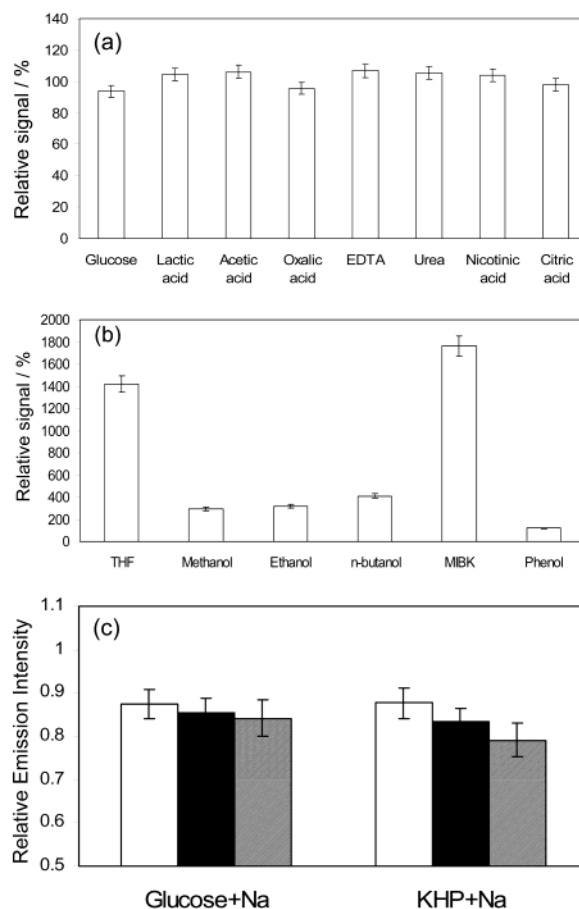 (a)
Relative signal / %
140
120
100
80
60
40
20
0
Glucose Lactic acid Acetic acid Oxalic acid EDTA Urea Nicotinic acid Citric acid
(b)
Relative signal / %
2000
1800
1600
1400
1200
1000
800
600
400
200
0
THF Methanol Ethanol n-butanol MIBK Phenol
(c)
Relative Emission Intensity
1.1
1
0.9
0.8
0.7
0.6
0.5
Glucose+Na KHP+Na